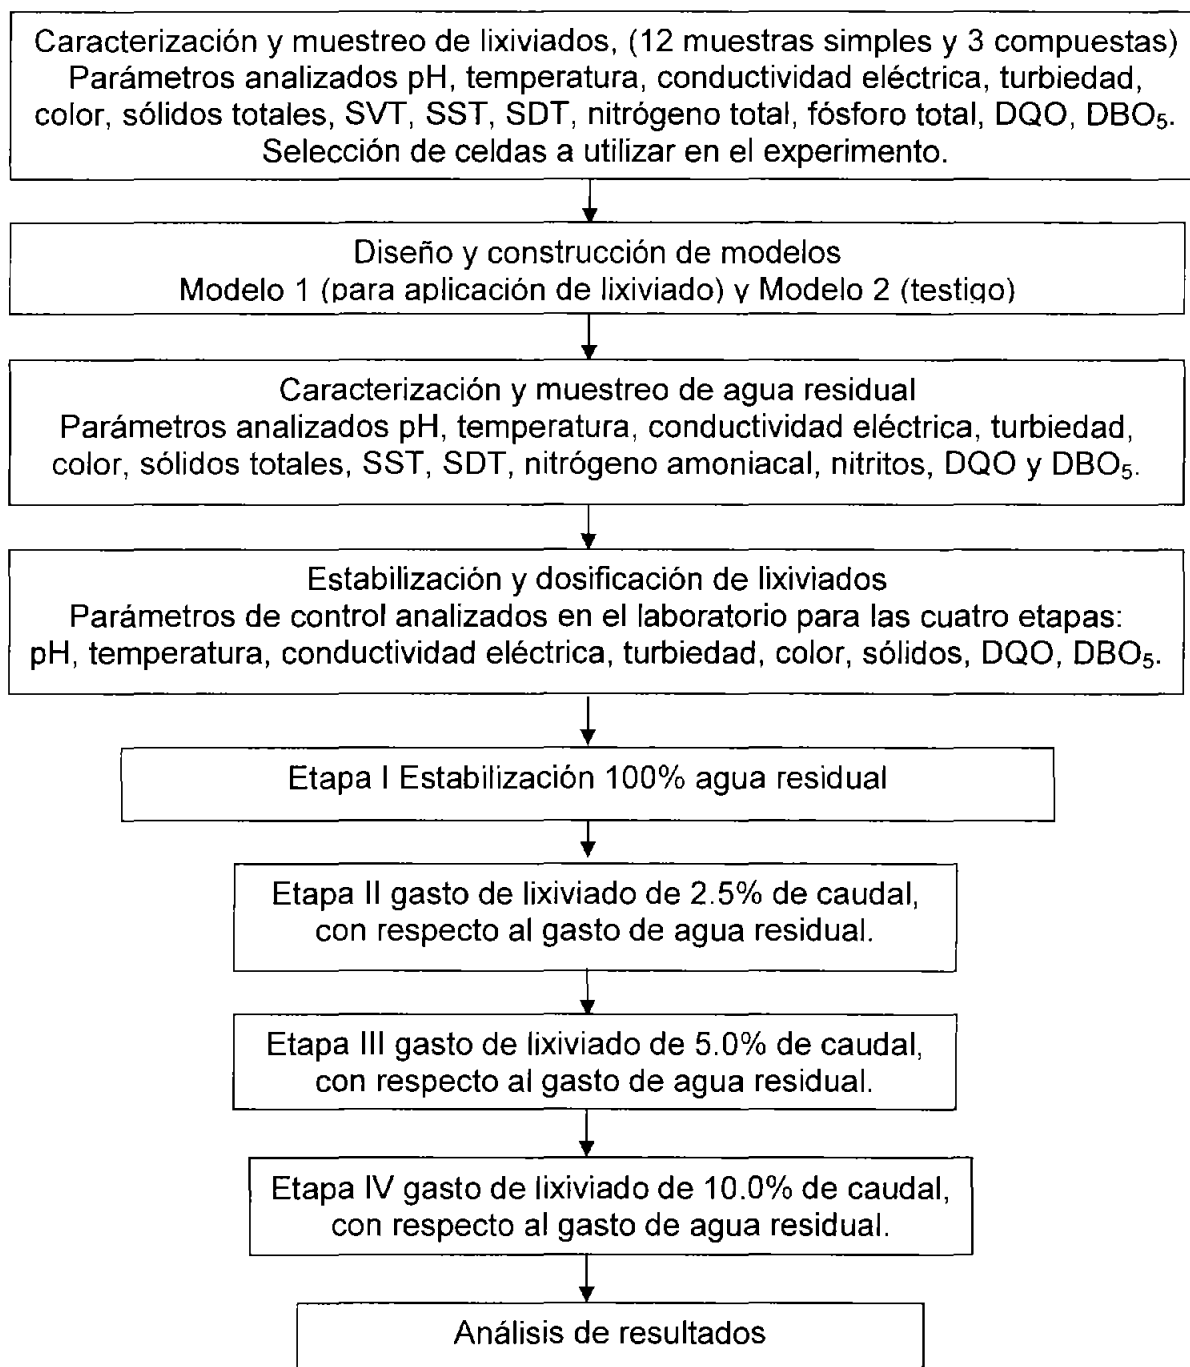 Caracterización y muestreo de lixiviados, (12 muestras simples y 3 compuestas)
Parámetros analizados pH, temperatura, conductividad eléctrica, turbiedad,
color, sólidos totales, SVT, SST, SDT, nitrógeno total, fósforo total, DQO, DBO₅.
Selección de celdas a utilizar en el experimento.
Diseño y construcción de modelos
Modelo 1 (para aplicación de lixiviado) y Modelo 2 (testigo)
Caracterización y muestreo de agua residual
Parámetros analizados pH, temperatura, conductividad eléctrica, turbiedad,
color, sólidos totales, SST, SDT, nitrógeno amoniacal, nitritos, DQO y DBO₅.
Estabilización y dosificación de lixiviados
Parámetros de control analizados en el laboratorio para las cuatro etapas:
pH, temperatura, conductividad eléctrica, turbiedad, color, sólidos, DQO, DBO₅.
Etapa I Estabilización 100% agua residual
Etapa II gasto de lixiviado de 2.5% de caudal,
con respecto al gasto de agua residual.
Etapa III gasto de lixiviado de 5.0% de caudal,
con respecto al gasto de agua residual.
Etapa IV gasto de lixiviado de 10.0% de caudal,
con respecto al gasto de agua residual.
Análisis de resultados